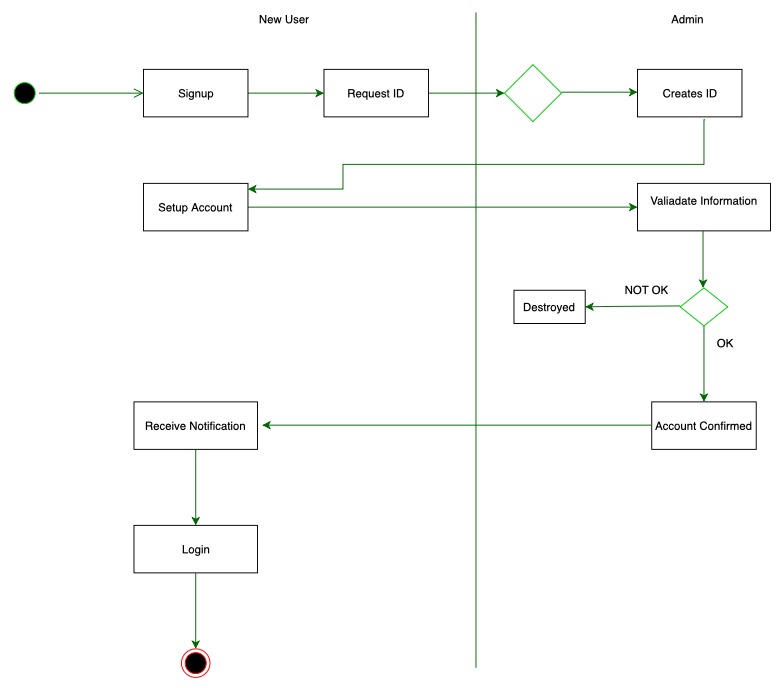 New User
Admin
Signup
Request ID
Creates ID
Setup Account
Valiadate Information
NOT OK
Destroyed
OK
Receive Notification
Account Confirmed
Login